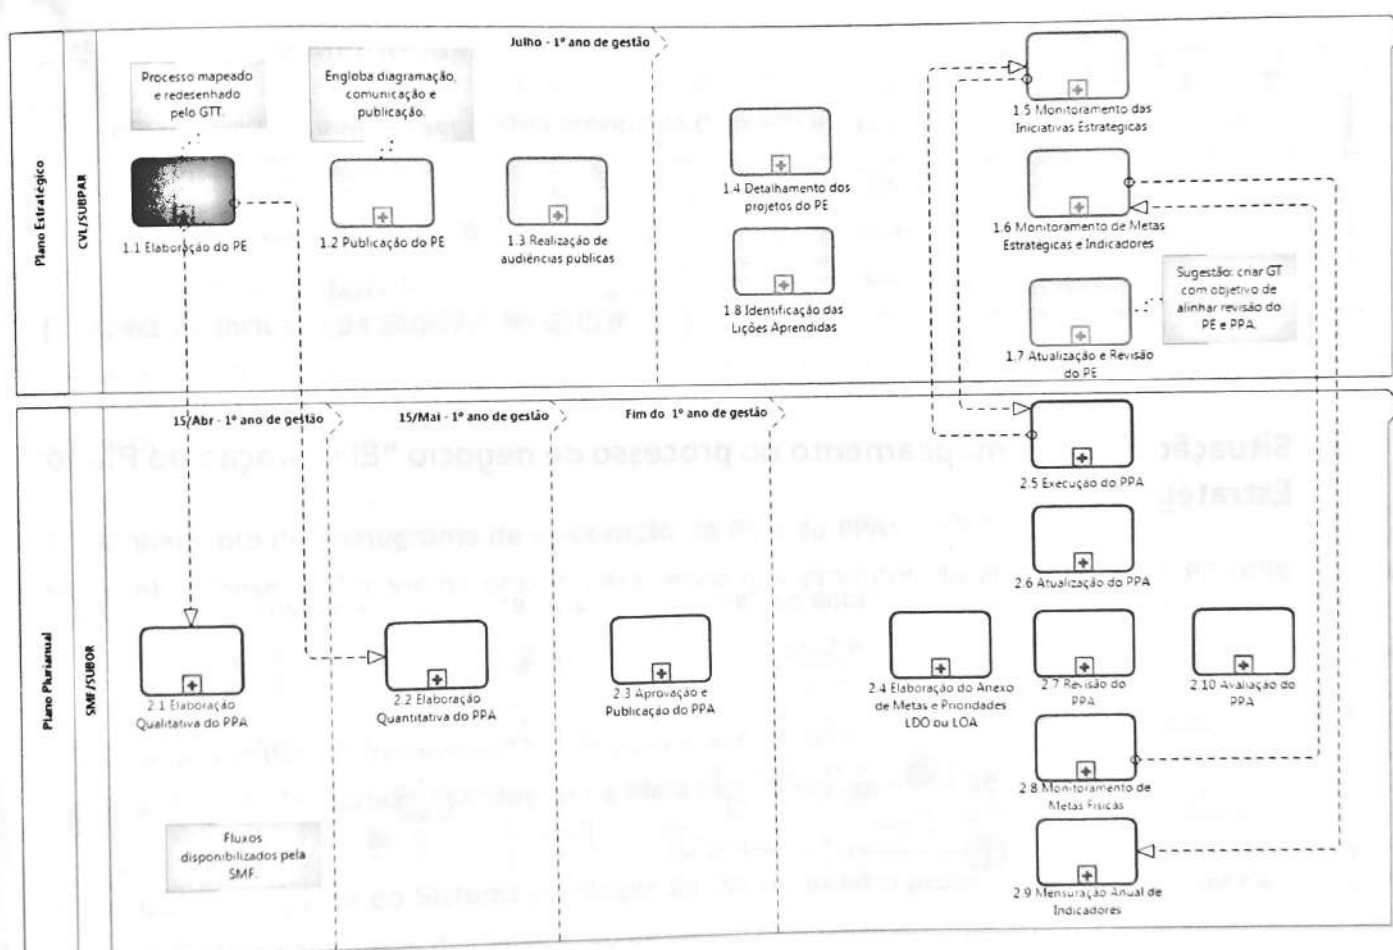 Plano Estratégico
CVL/SUBPAR
Julho - 1º ano de gestão
Processo mapeado
e redesenhado
pelo GTT.
Engloba diagramação,
comunicação e
publicação.
1.1 Elaboração do PE
1.2 Publicação do PE
1.3 Realização de
audiências publicas
1.4 Detalhamento dos
projetos do PE
1.8 Identificação das
Lições Aprendidas
1.5 Monitoramento das
Iniciativas Estrategicas
1.6 Monitoramento de Metas
Estratégicas e Indicadores
Sugestão: criar GT
com objetivo de
alinhar revisão do
PE e PPA.
1.7 Atualização e Revisão
do PE
Plano Plurianual
SMF/SUBOR
15/Abr - 1º ano de gestão
15/Mai - 1º ano de gestão
Fim do 1º ano de gestão
2.1 Elaboração
Qualitativa do PPA
2.2 Elaboração
Quantitativa do PPA
2.3 Aprovação e
Publicação do PPA
2.4 Elaboração do Anexo
de Metas e Prioridades
LDO ou LOA
2.5 Execução do PPA
2.6 Atualização do PPA
2.7 Revisão do
PPA
2.10 Avaliação do
PPA
2.8 Monitoramento de
Metas Fisicas
2.9 Mensuração Anual de
Indicadores
Fluxos
disponibilizados pela
SMF.